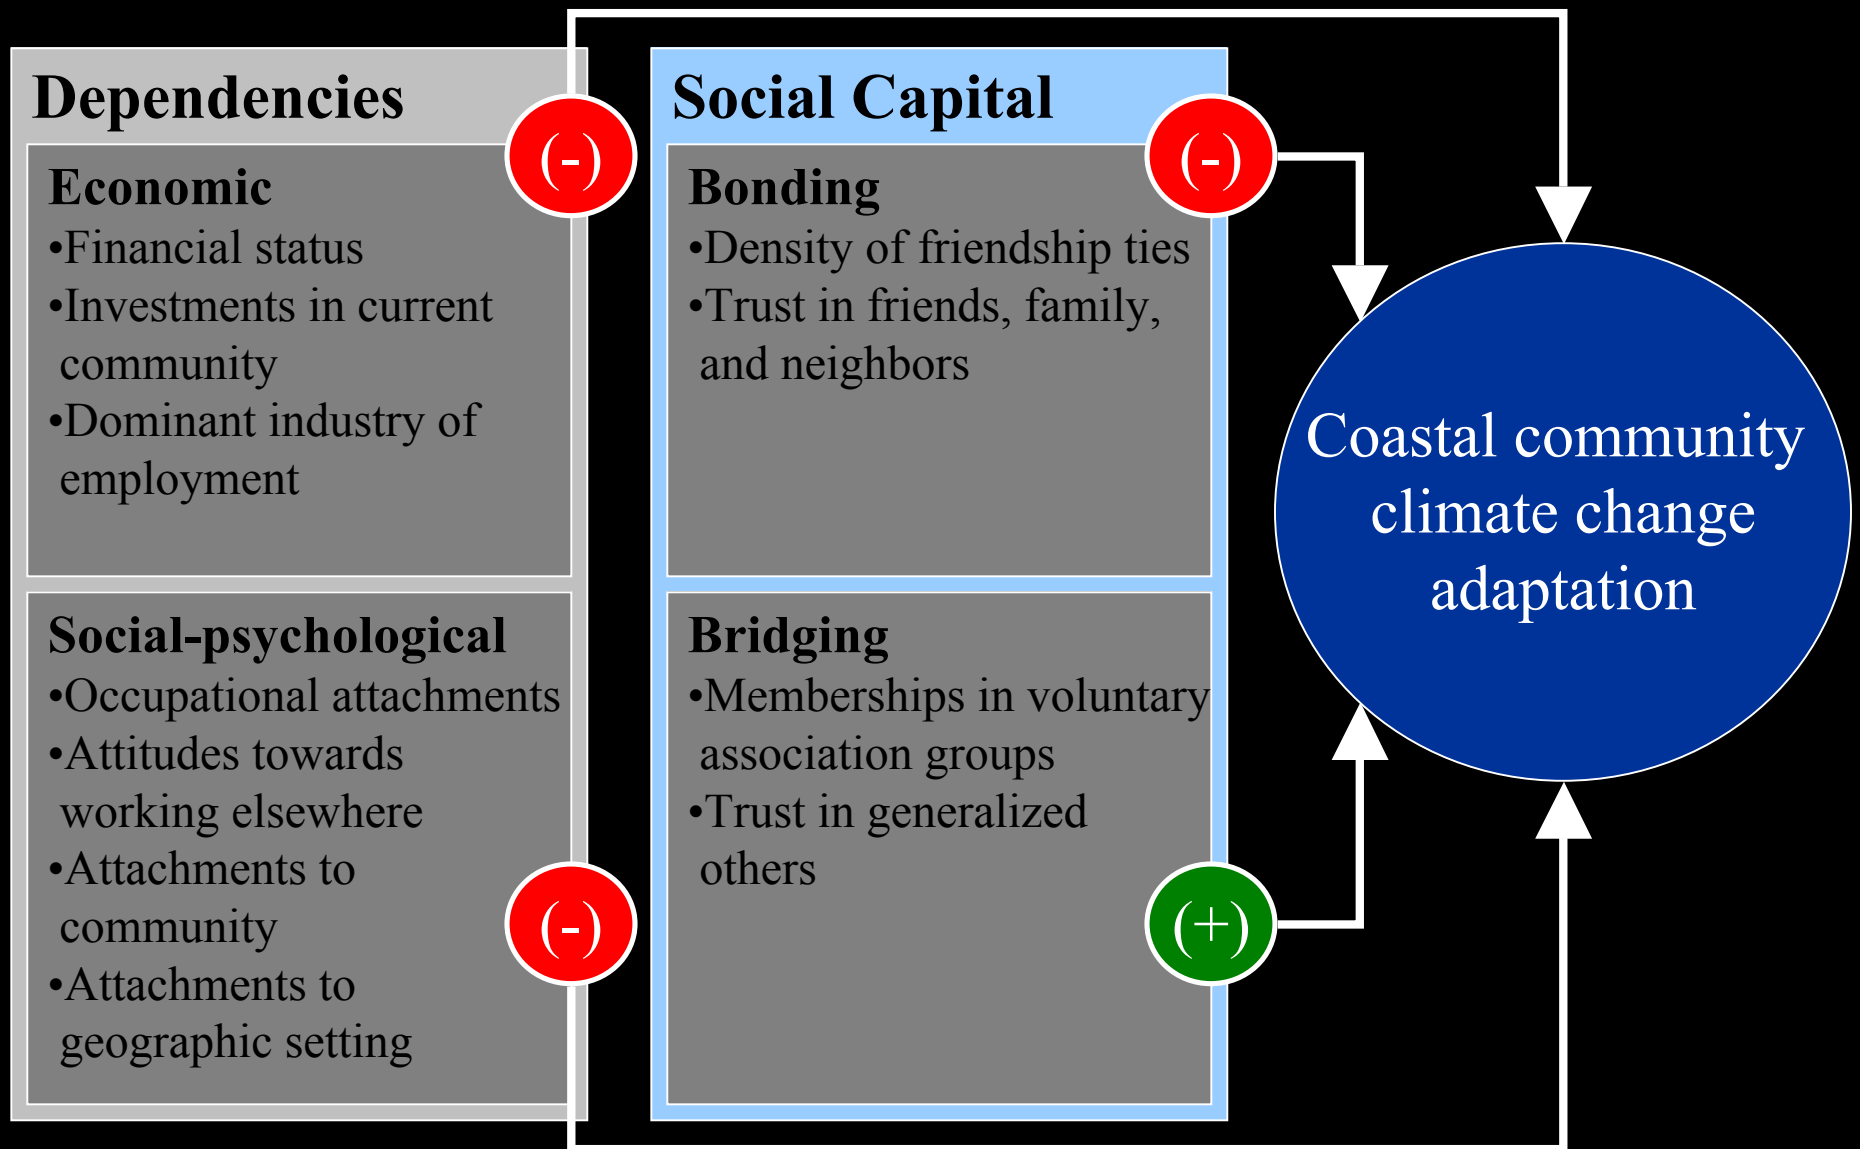 Dependencies
(-)
Economic
•Financial status
•Investments in current
community
•Dominant industry of
employment
Social-psychological
•Occupational attachments
•Attitudes towards
working elsewhere
•Attachments to
community
•Attachments to
geographic setting
(-)
Social Capital
(-)
Bonding
•Density of friendship ties
•Trust in friends, family,
and neighbors
Bridging
•Memberships in voluntary
association groups
•Trust in generalized
others
(+)
Coastal community
climate change
adaptation